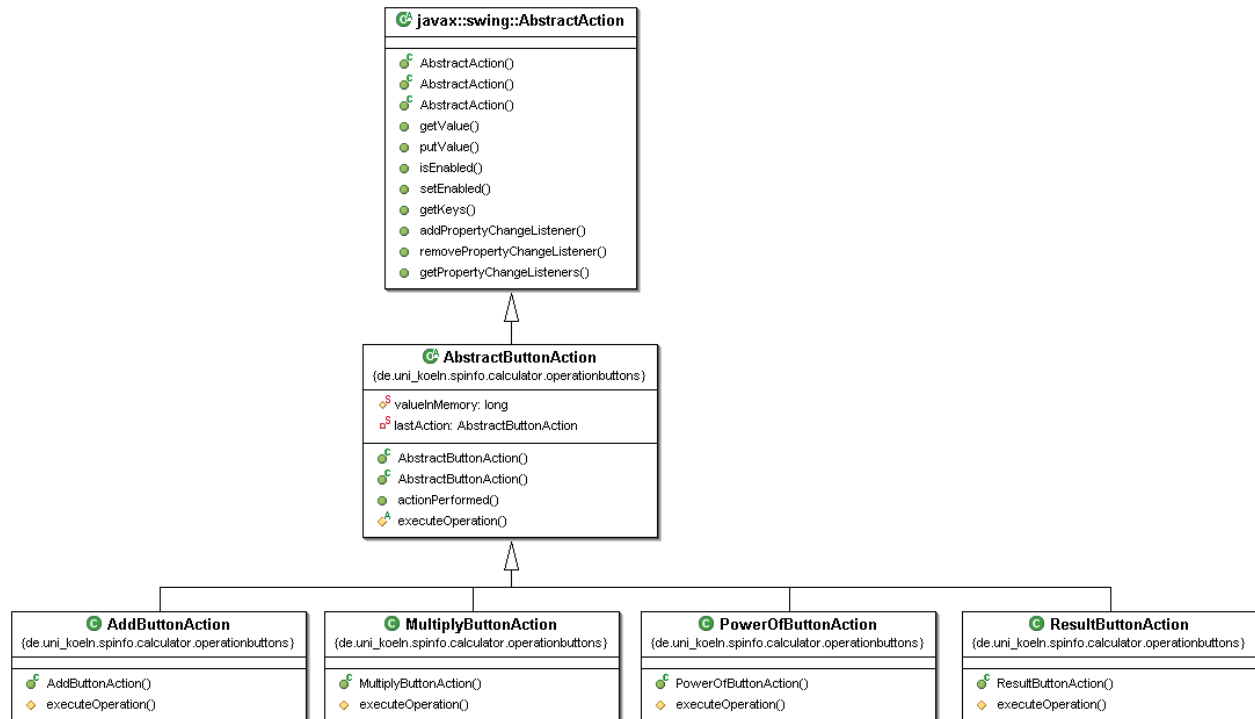 javax::swing::AbstractAction
AbstractAction()
AbstractAction()
AbstractAction()
getValue()
putValue()
isEnabled()
setEnabled()
getKeys()
addPropertyChangeListener()
removePropertyChangeListener()
getPropertyChangeListeners()
AbstractButtonAction
{de.uni_koeln.spinfo.calculator.operationbuttons}
valueInMemory: long
lastAction: AbstractButtonAction
AbstractButtonAction()
AbstractButtonAction()
actionPerformed()
executeOperation()
AddButtonAction
{de.uni_koeln.spinfo.calculator.operationbuttons}
AddButtonAction()
executeOperation()
MultiplyButtonAction
{de.uni_koeln.spinfo.calculator.operationbuttons}
MultiplyButtonAction()
executeOperation()
PowerOfButtonAction
{de.uni_koeln.spinfo.calculator.operationbuttons}
PowerOfButtonAction()
executeOperation()
ResultButtonAction
{de.uni_koeln.spinfo.calculator.operationbuttons}
ResultButtonAction()
executeOperation()